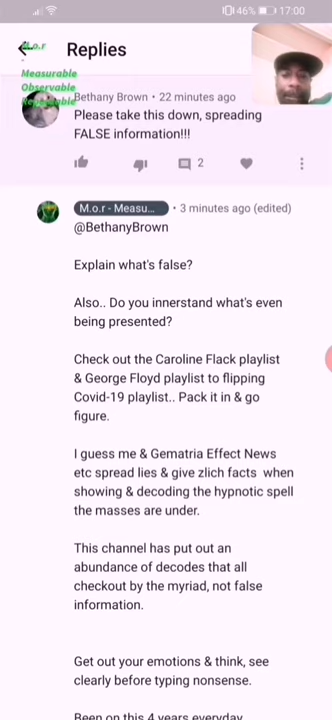 46% 17:00
M.o.r
Replies
Measurable
Observable
Repeatable
Bethany Brown • 22 minutes ago
Please take this down, spreading
FALSE information!!!
2
M.o.r - Measu... • 3 minutes ago (edited)
@BethanyBrown
Explain what's false?
Also.. Do you innerstand what's even
being presented?
Check out the Caroline Flack playlist
& George Floyd playlist to flipping
Covid-19 playlist.. Pack it in & go
figure.
I guess me & Gematria Effect News
etc spread lies & give zlich facts when
showing & decoding the hypnotic spell
the masses are under.
This channel has put out an
abundance of decodes that all
checkout by the myriad, not false
information.
Get out your emotions & think, see
clearly before typing nonsense.
Been on this 4 years everyday